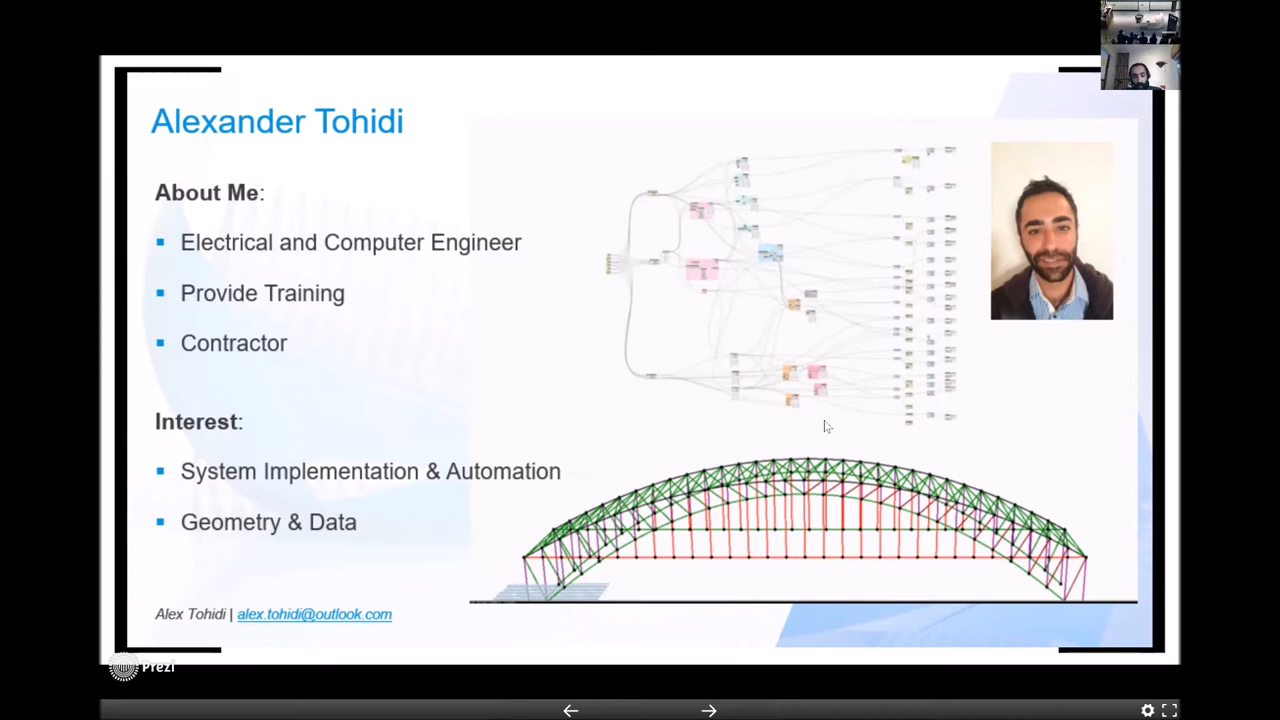 Alexander Tohidi
About Me:
Electrical and Computer Engineer
Provide Training
Contractor
Interest:
System Implementation & Automation
Geometry & Data
Alex Tohidi | alex.tohidi@outlook.com
Prezi